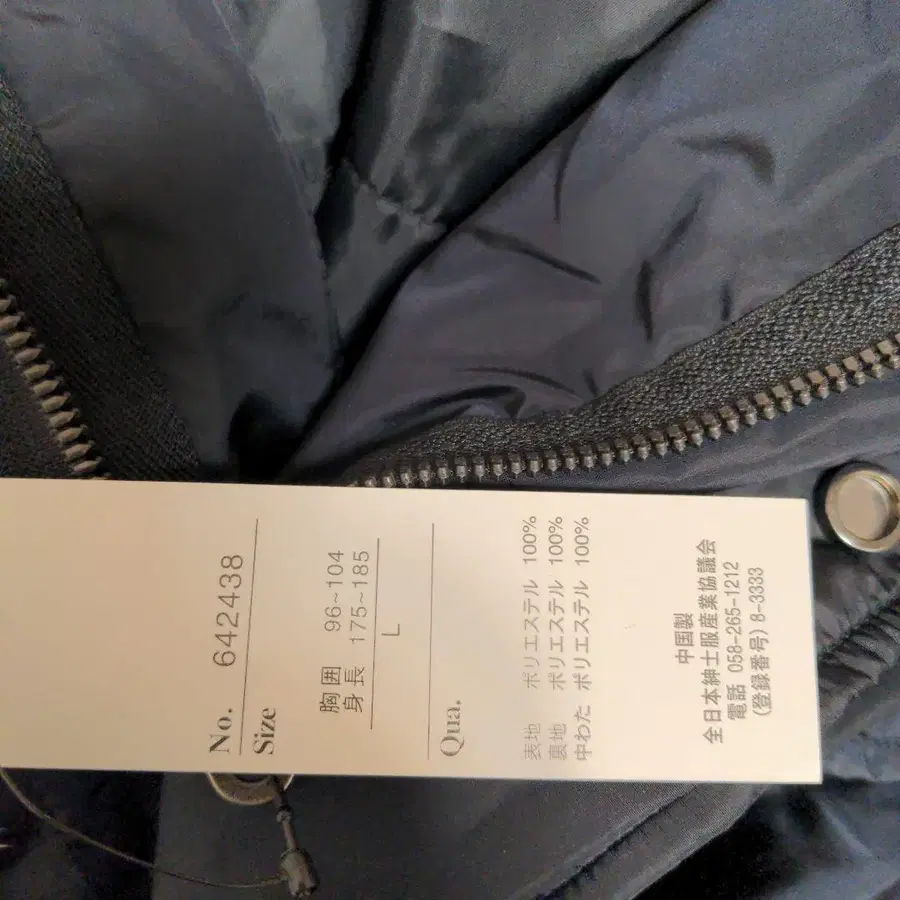 No. 642438
Size
胸囲 96~104
身長 175~185
L
Qua.
表地 ポリエステル 100%
裏地 ポリエステル 100%
中わた ポリエステル 100%
中国製
全日本紳士服産業協議会
電話 058-265-1212
(登録番号) 8-3333